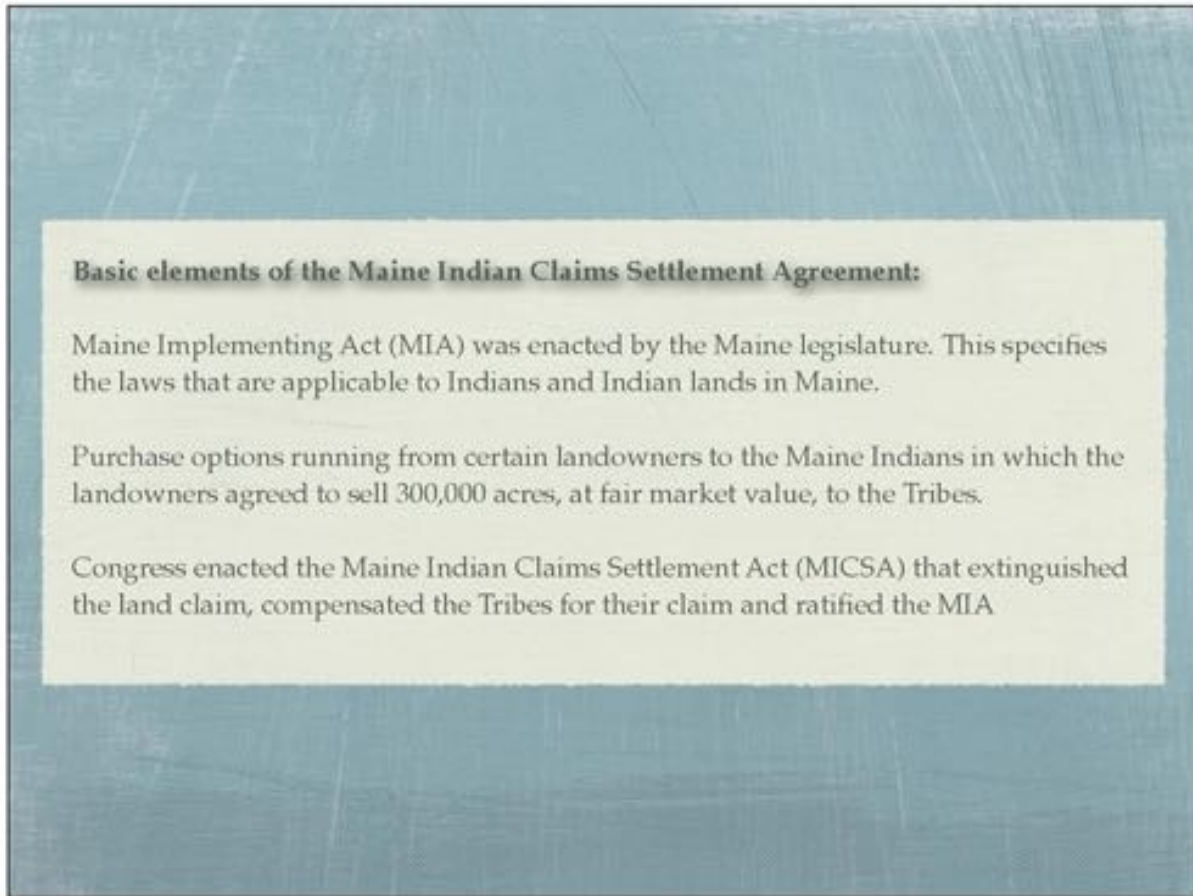 Basic elements of the Maine Indian Claims Settlement Agreement:
Maine Implementing Act (MIA) was enacted by the Maine legislature. This specifies
the laws that are applicable to Indians and Indian lands in Maine.
Purchase options running from certain landowners to the Maine Indians in which the
landowners agreed to sell 300,000 acres, at fair market value, to the Tribes.
Congress enacted the Maine Indian Claims Settlement Act (MICSA) that extinguished
the land claim, compensated the Tribes for their claim and ratified the MIA